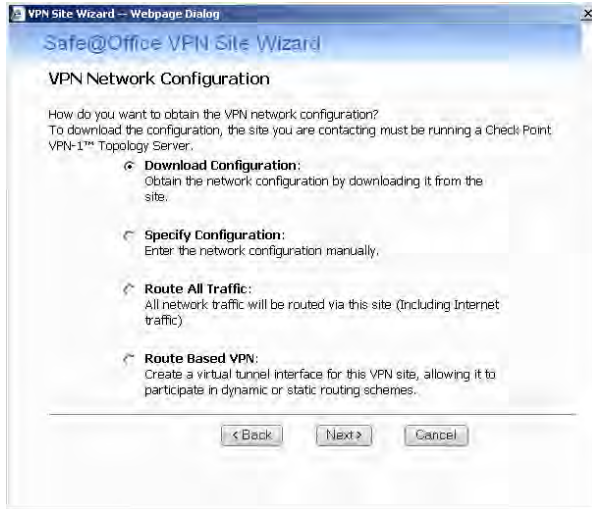 VPN Site Wizard -- Webpage Dialog
Safe@Office VPN Site Wizard
VPN Network Configuration
How do you want to obtain the VPN network configuration?
To download the configuration, the site you are contacting must be running a Check Point
VPN-1™ Topology Server.
Download Configuration:
Obtain the network configuration by downloading it from the
site.
Specify Configuration:
Enter the network configuration manually.
Route All Traffic:
All network traffic will be routed via this site (Including Internet
traffic)
Route Based VPN:
Create a virtual tunnel interface for this VPN site, allowing it to
participate in dynamic or static routing schemes.
< Back Next > Cancel